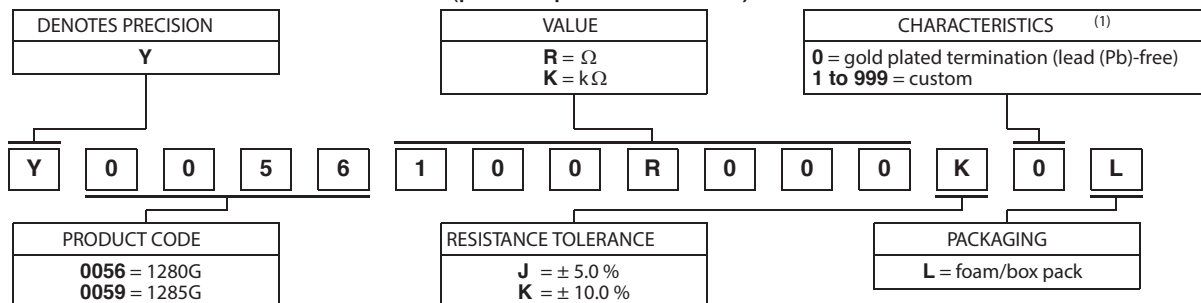 DENOTES PRECISION
Y
VALUE
R = Ω
K = kΩ
CHARACTERISTICS (1)
0 = gold plated termination (lead (Pb)-free)
1 to 999 = custom
Y 0 0 5 6 1 0 0 R 0 0 0 K 0 L
PRODUCT CODE
0056 = 1280G
0059 = 1285G
RESISTANCE TOLERANCE
J = ± 5.0 %
K = ± 10.0 %
PACKAGING
L = foam/box pack